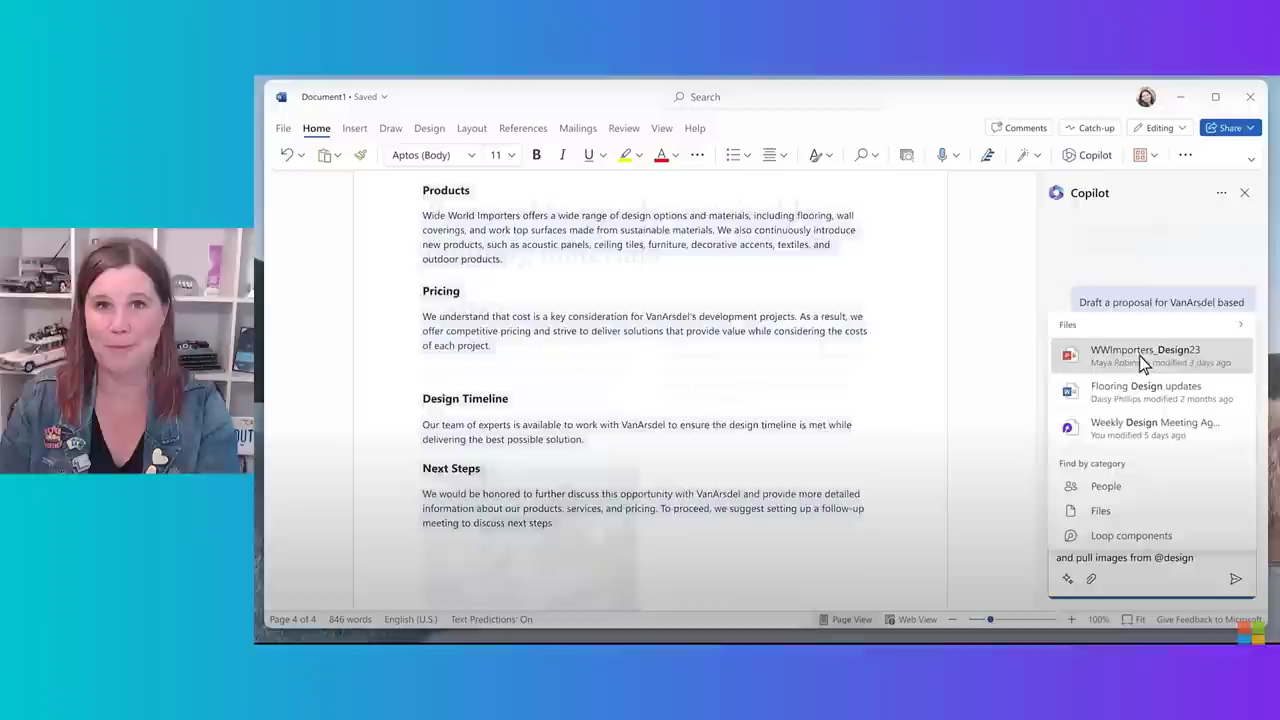 Document1 • Saved
Search
File Home Insert Draw Design Layout References Mailings Review View Help
Comments Catch-up Editing Share
Aptos (Body) 11 B I U A Copilot
Products
Wide World Importers offers a wide range of design options and materials, including flooring, wall
coverings, and work top surfaces made from sustainable materials. We also continuously introduce
new products, such as acoustic panels, ceiling tiles, furniture, decorative accents, textiles, and
outdoor products.
Pricing
We understand that cost is a key consideration for VanArsdel's development projects. As a result, we
offer competitive pricing and strive to deliver solutions that provide value while considering the costs
of each project.
Design Timeline
Our team of experts is available to work with VanArsdel to ensure the design timeline is met while
delivering the best possible solution.
Next Steps
We would be honored to further discuss this opportunity with VanArsdel and provide more detailed
information about our products, services, and pricing. To proceed, we suggest setting up a follow-up
meeting to discuss next steps
Copilot
Draft a proposal for VanArsdel based
Files
WWImporters_Design23
Maya modified 3 days ago
Flooring Design updates
Daisy Phillips modified 2 months ago
Weekly Design Meeting Ag...
You modified 5 days ago
Find by category
People
Files
Loop components
and pull images from @design
Page 4 of 4 846 words English (U.S.) Text Predictions: On
Page View Web View 100% Fit Give Feedback to Microsoft